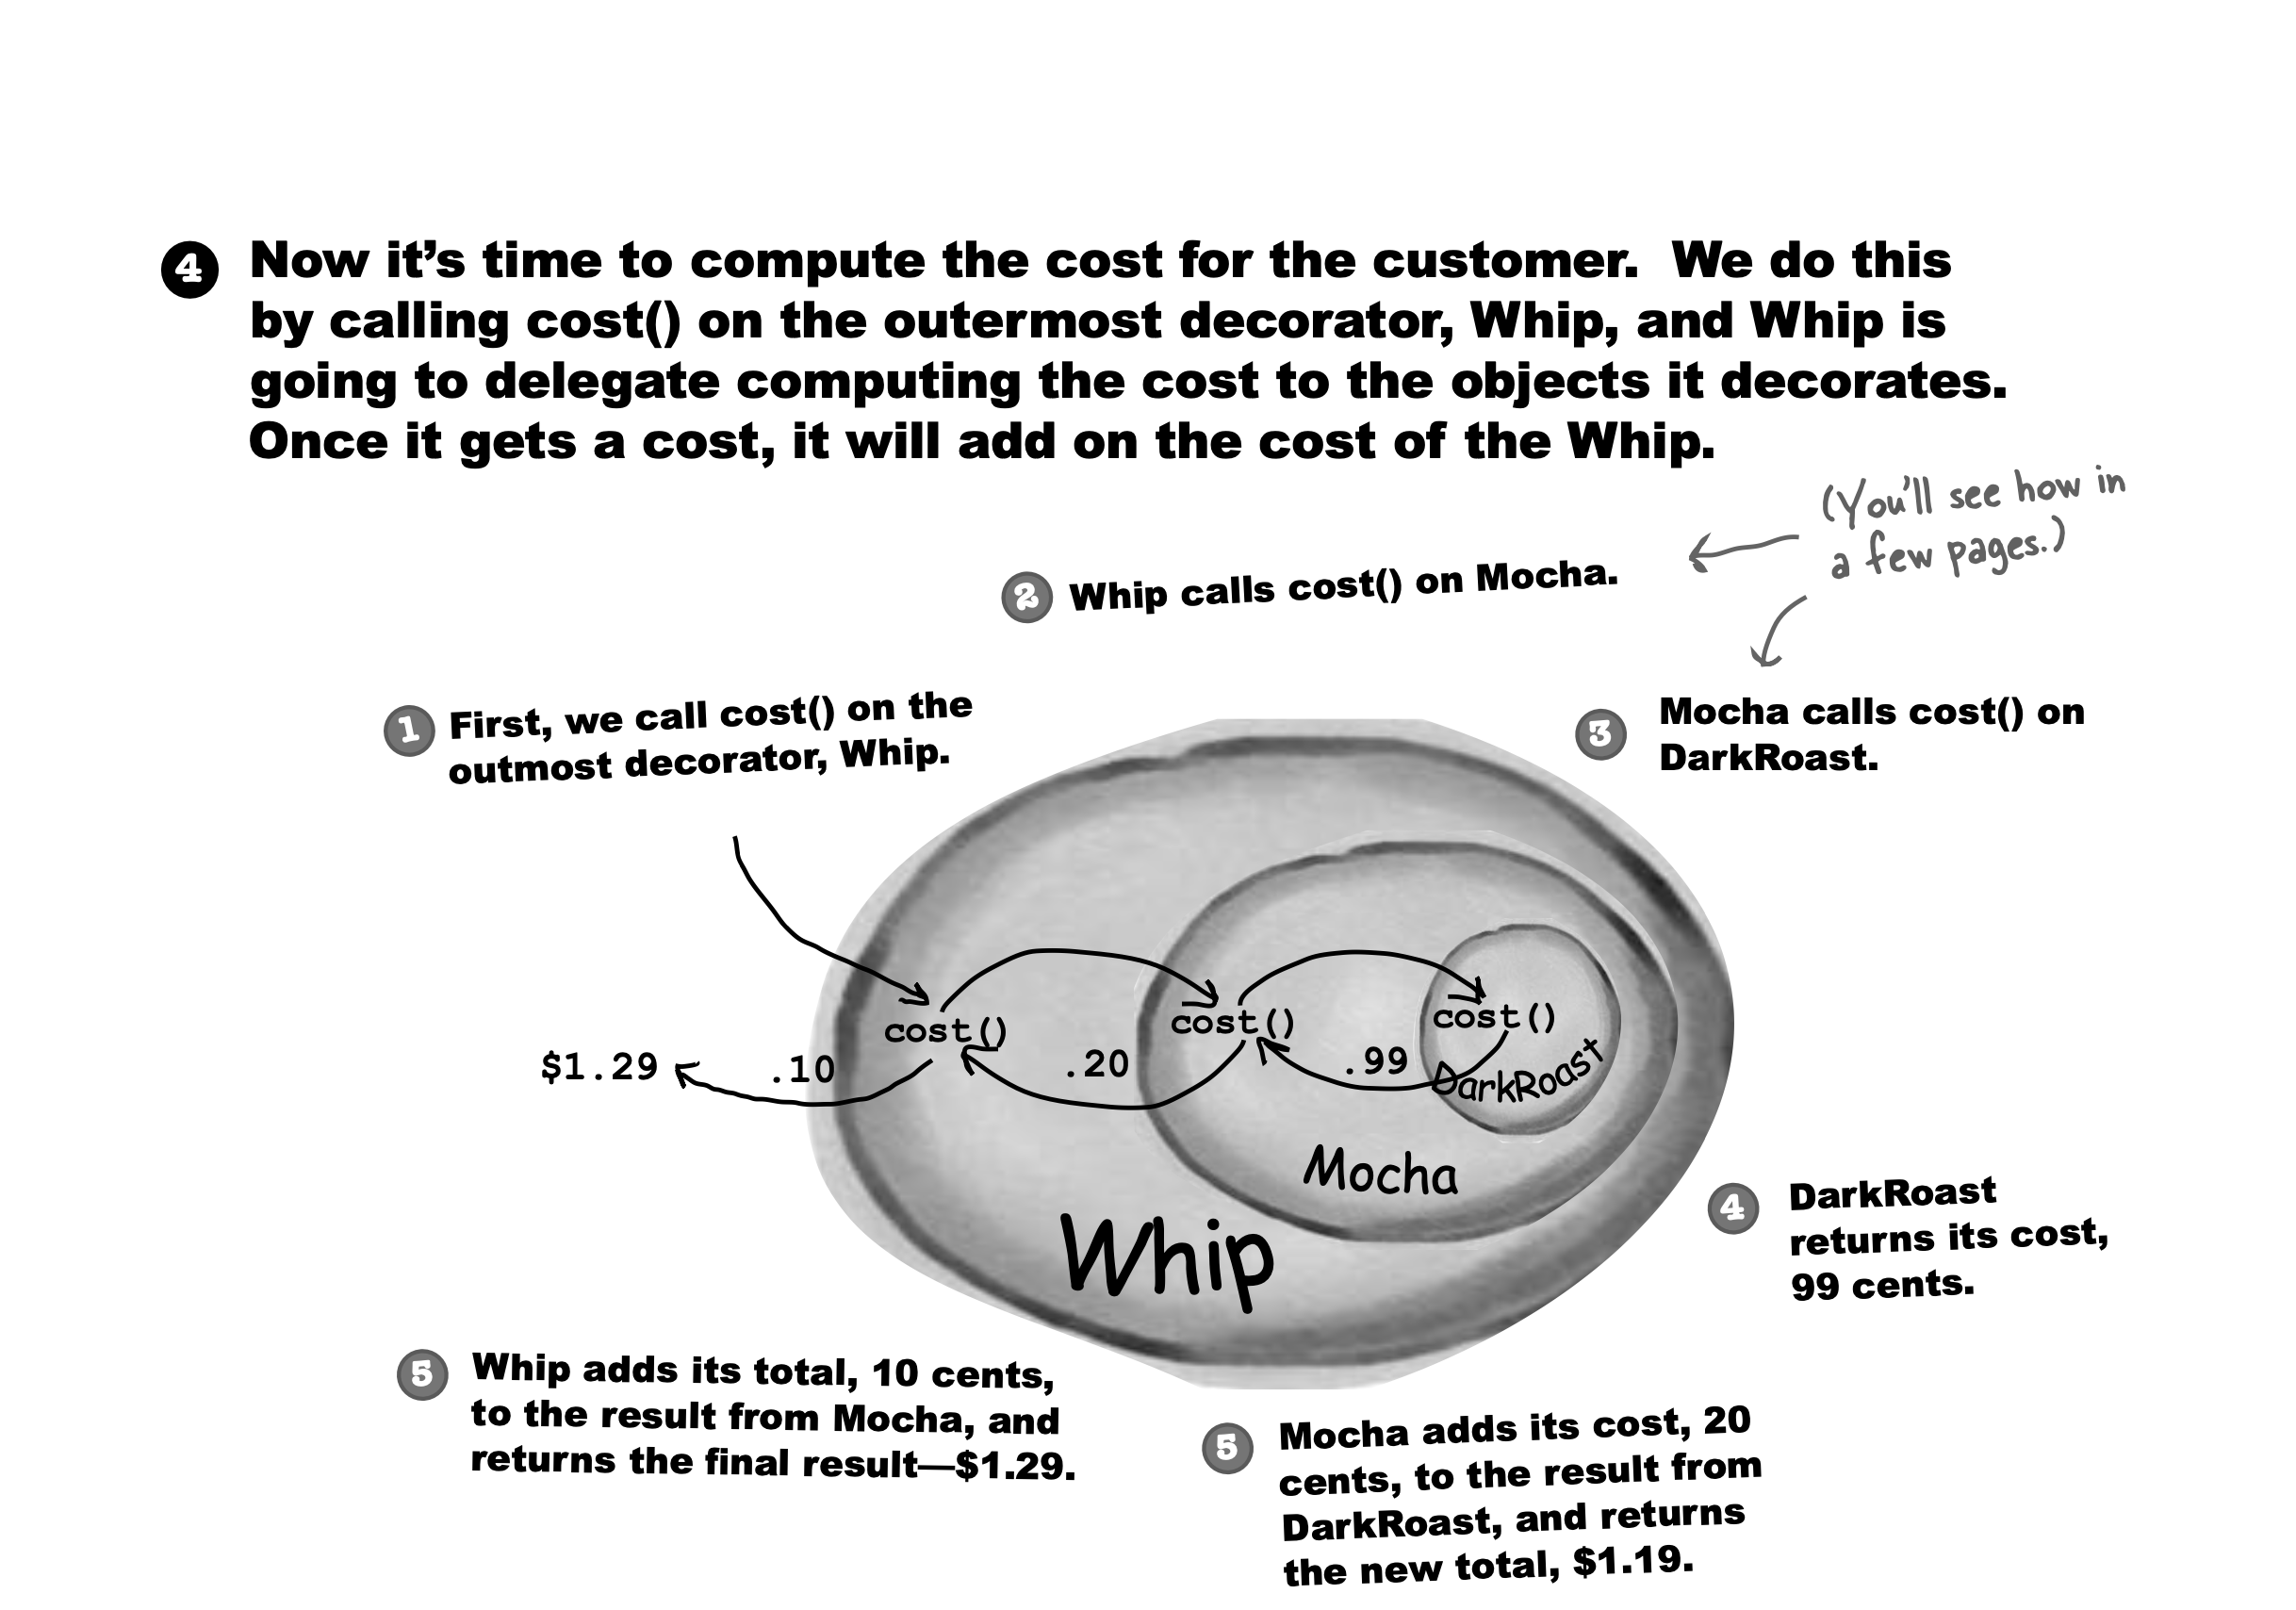 4 Now it’s time to compute the cost for the customer.  We do this
by calling cost() on the outermost decorator, Whip, and Whip is
going to delegate computing the cost to the objects it decorates.
Once it gets a cost, it will add on the cost of the Whip.
(You'll see how in
a few pages.)
2 Whip calls cost() on Mocha.
1 First, we call cost() on the
outmost decorator, Whip.
3 Mocha calls cost() on
DarkRoast.
cost()
cost()
cost()
$1.29
.10
.20
.99
DarkRoast
Mocha
Whip
4 DarkRoast
returns its cost,
99 cents.
5 Whip adds its total, 10 cents,
to the result from Mocha, and
returns the final result—$1.29.
5 Mocha adds its cost, 20
cents, to the result from
DarkRoast, and returns
the new total, $1.19.